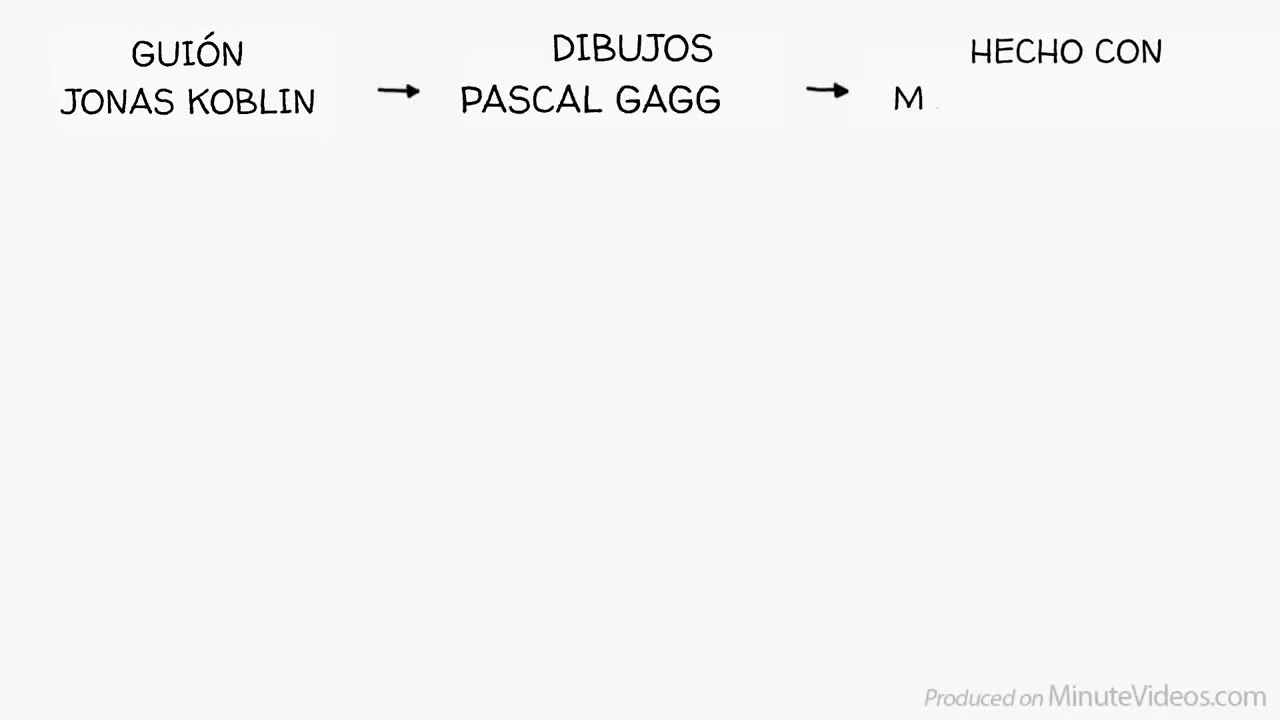 GUIÓN
JONAS KOBLIN
DIBUJOS
PASCAL GAGG
HECHO CON
M
Produced on MinuteVideos.com